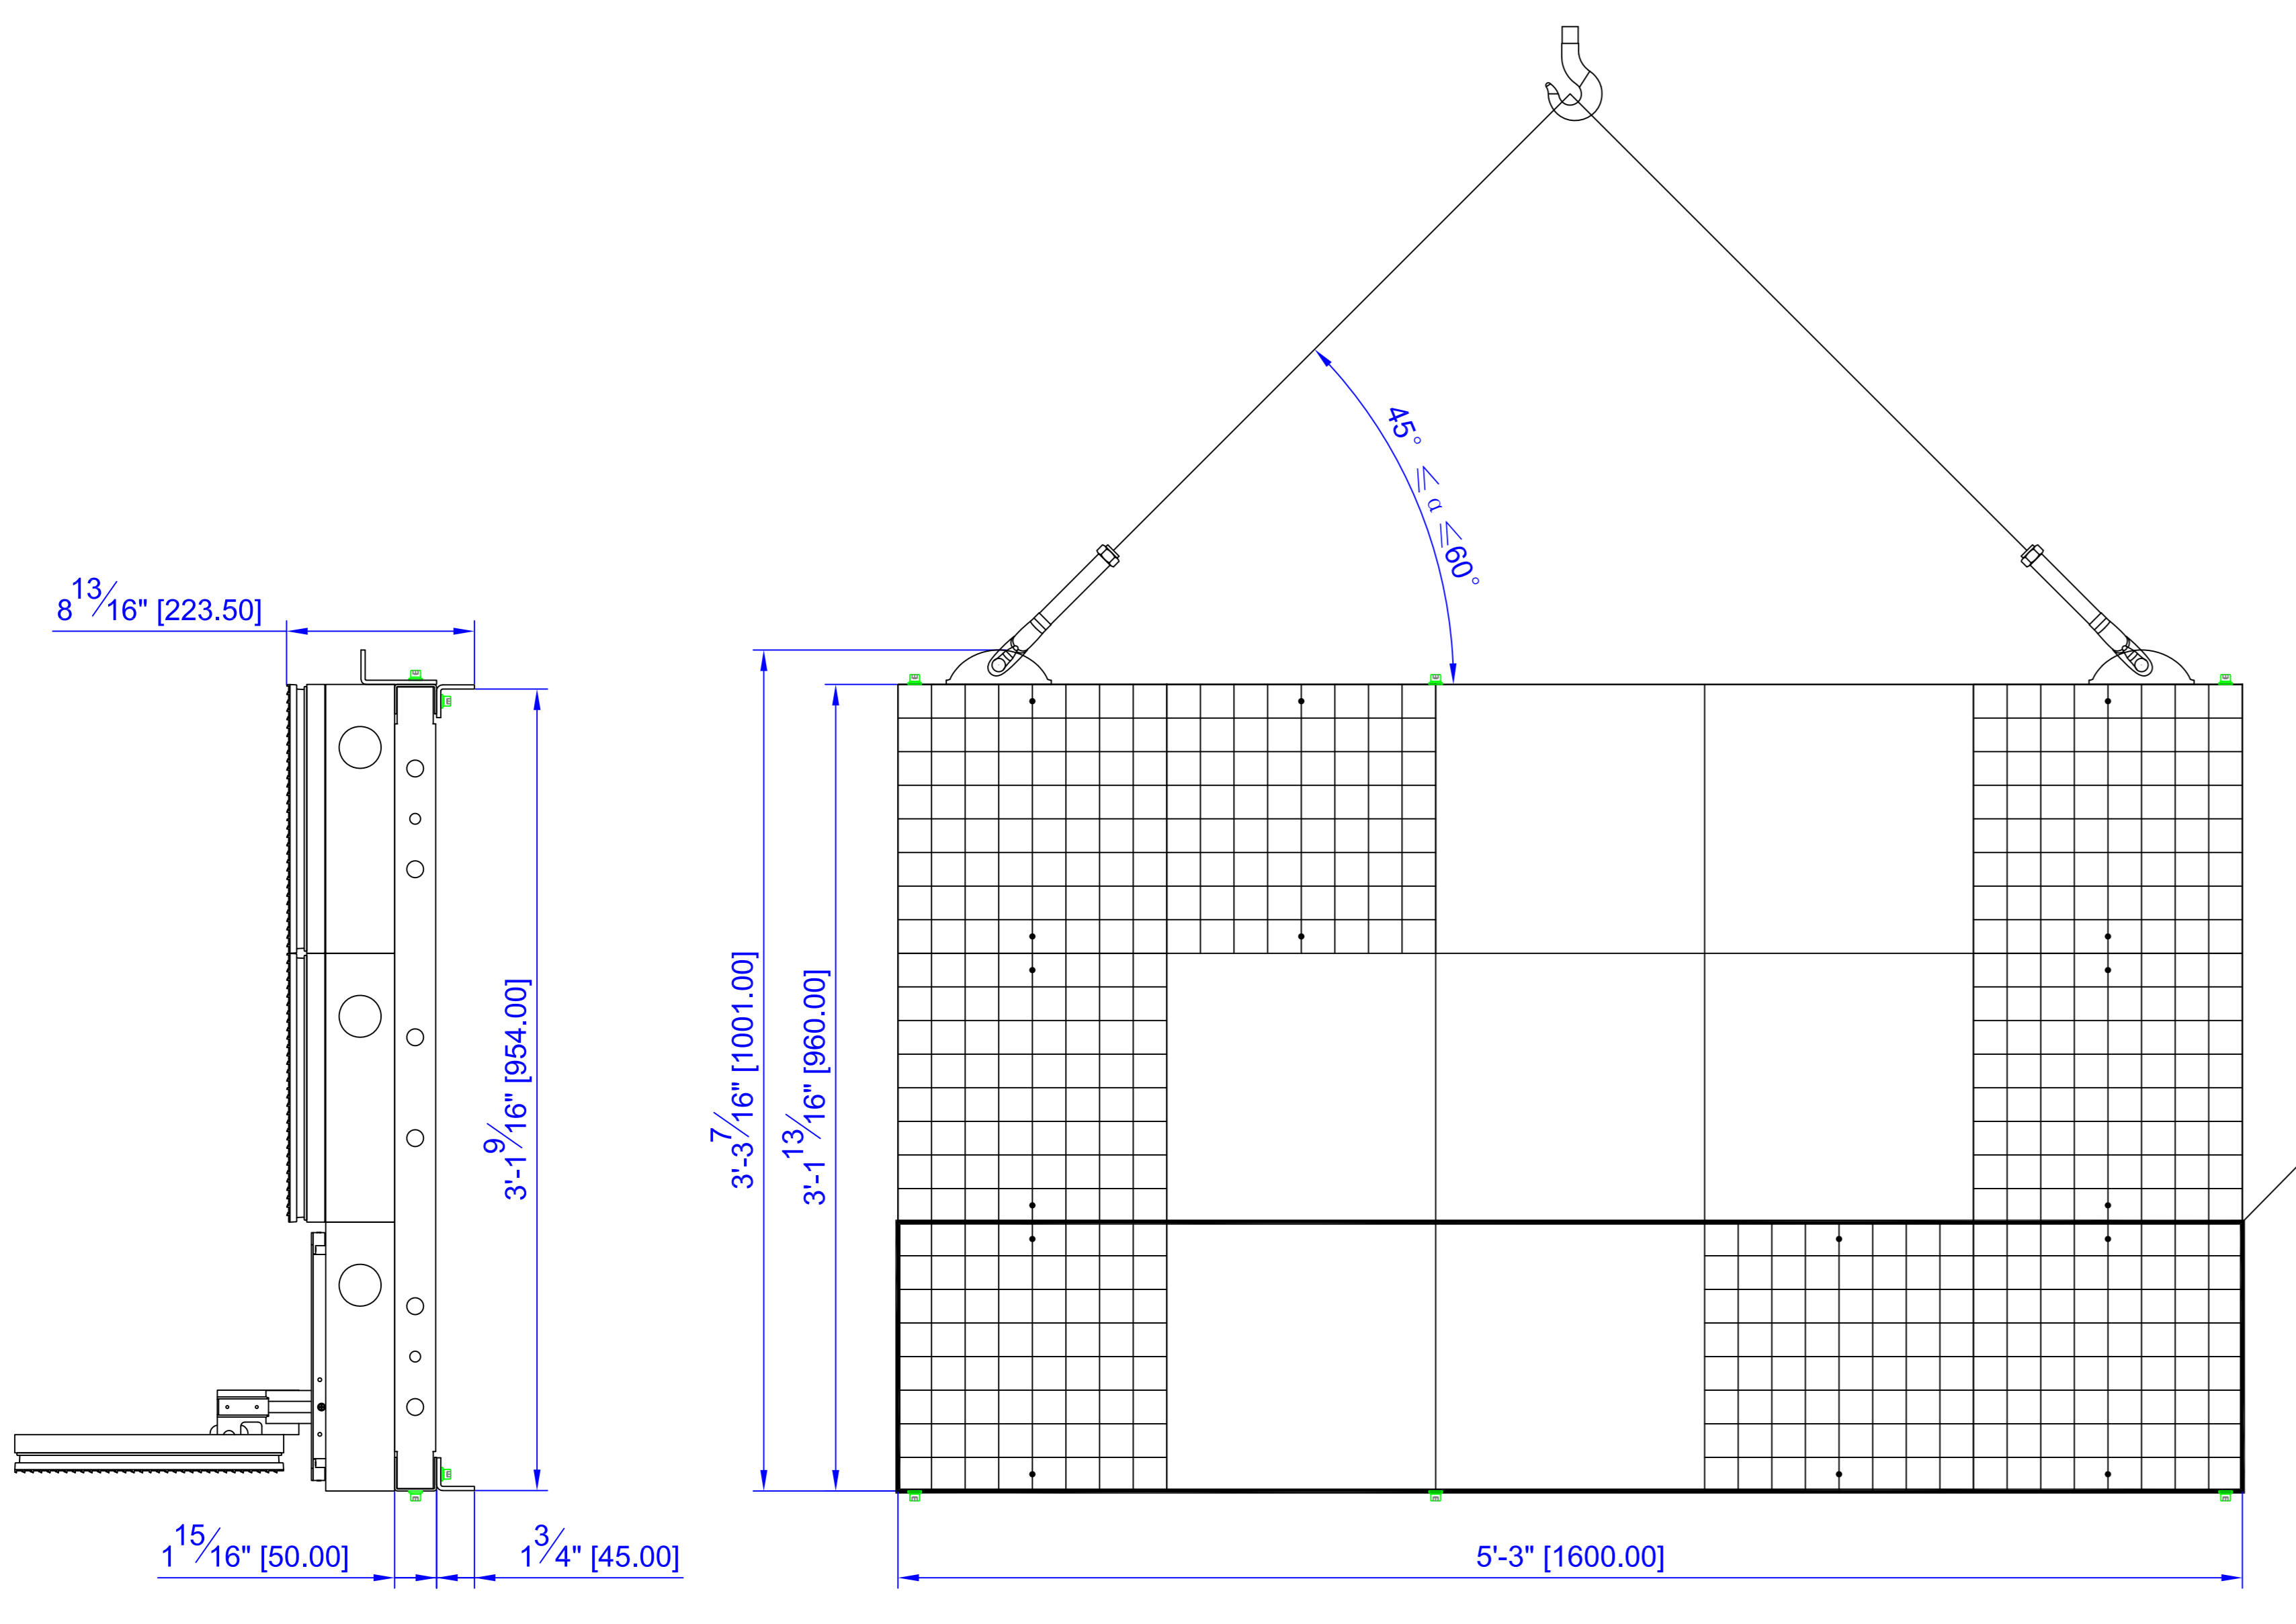 8 13/16" [223.50]
45° ≤ α ≤60°
3'-1 9/16" [954.00]
3'-3 7/16" [1001.00]
3'-1 13/16" [960.00]
1 15/16" [50.00]
1 3/4" [45.00]
5'-3" [1600.00]